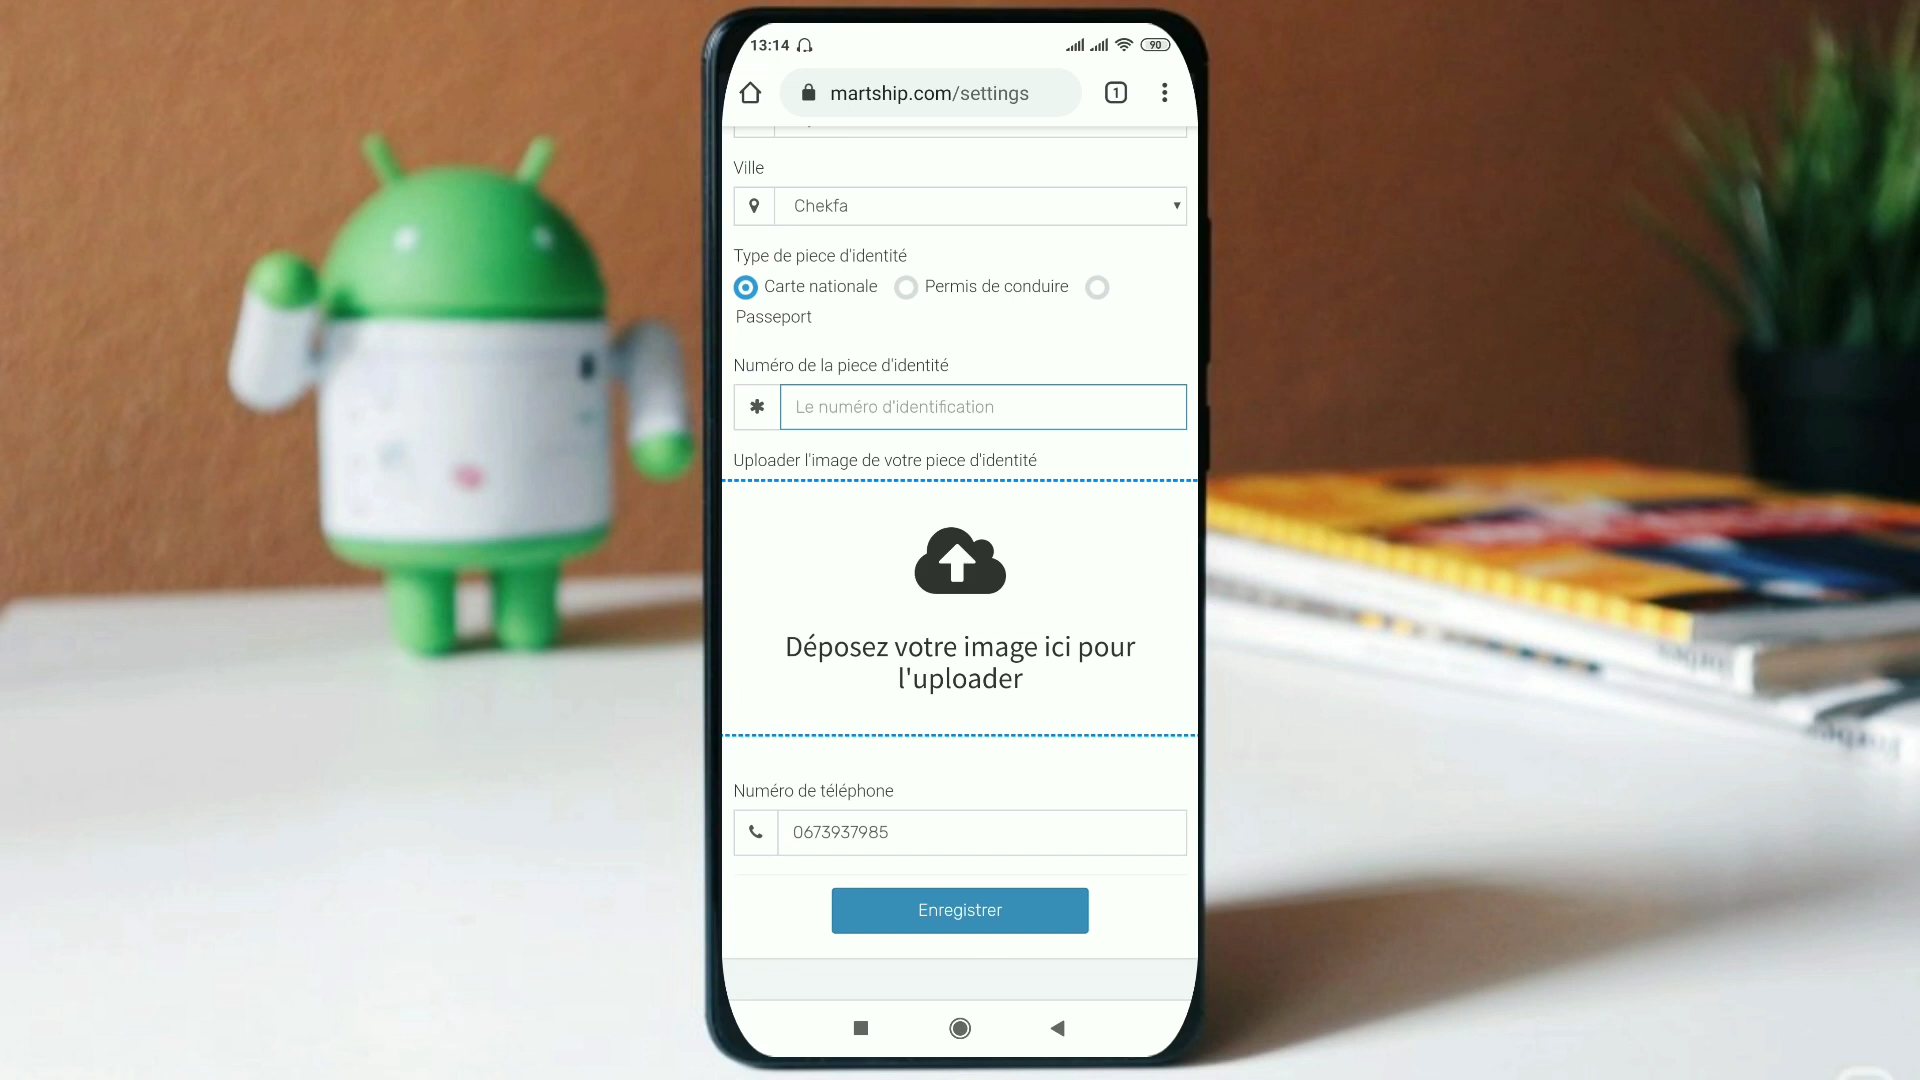 13:14
90
martship.com/settings
1
Ville
Chekfa
Type de piece d'identité
Carte nationale Permis de conduire
Passeport
Numéro de la piece d'identité
Le numéro d'identification
Uploader l'image de votre piece d'identité
Déposez votre image ici pour
l'uploader
Numéro de téléphone
0673937985
Enregistrer